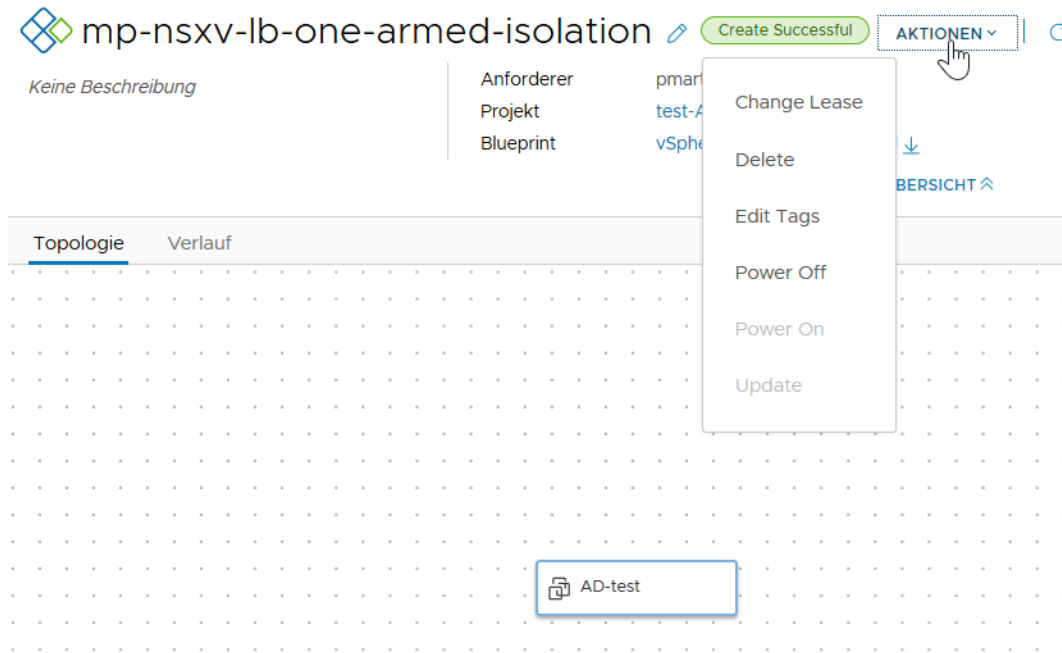 mp-nsxv-lb-one-armed-isolation
Create Successful
AKTIONEN
Keine Beschreibung
Anforderer
Projekt
Blueprint
Change Lease
Delete
Edit Tags
Power Off
Power On
Update
Topologie
Verlauf
AD-test